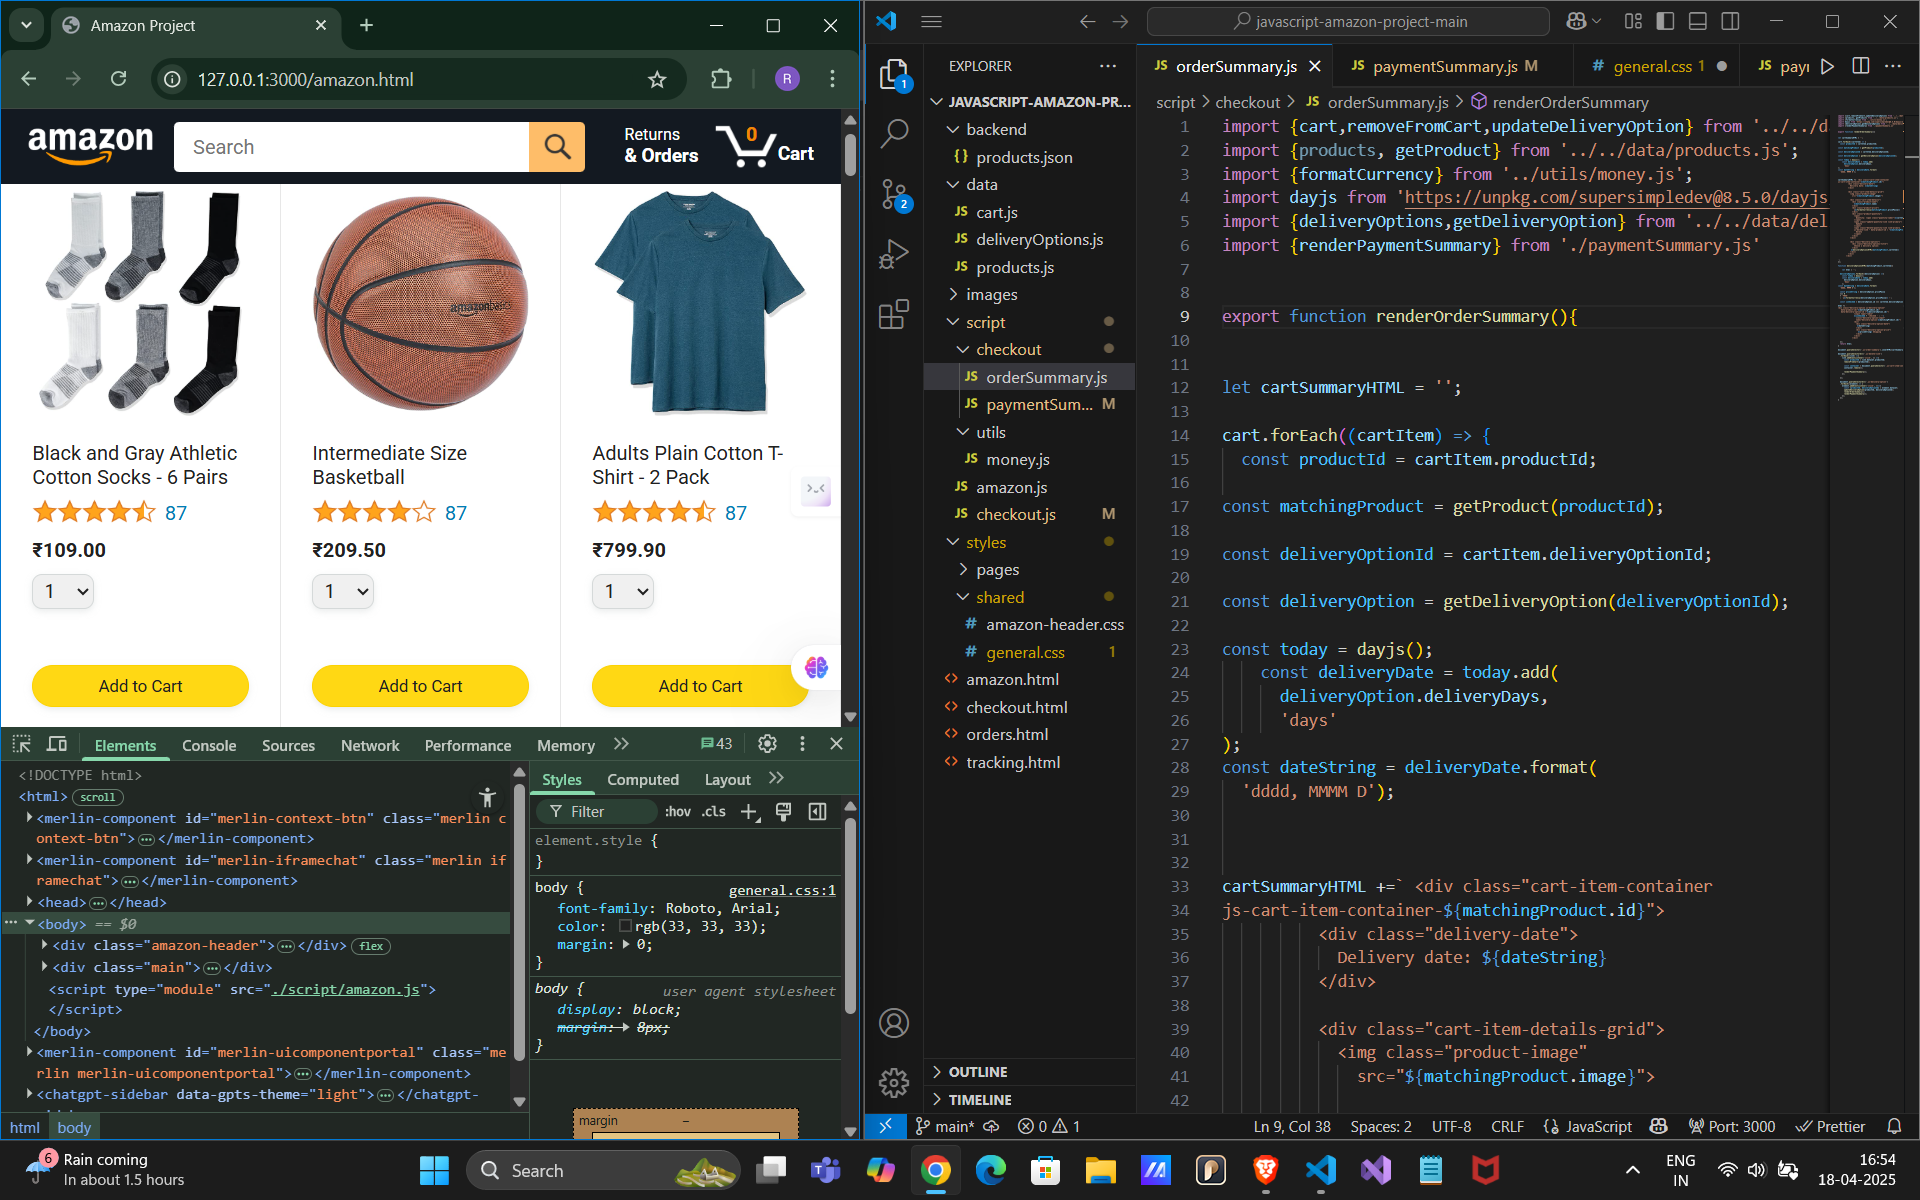 Amazon Project
127.0.0.1:3000/amazon.html
R
amazon
Search
Returns
& Orders
0
Cart
amazonbasics
Black and Gray Athletic
Cotton Socks - 6 Pairs
87
₹109.00
1
Add to Cart
Intermediate Size
Basketball
87
₹209.50
1
Add to Cart
Adults Plain Cotton T-
Shirt - 2 Pack
87
₹799.90
1
Add to Cart
Elements
Console
Sources
Network
Performance
Memory
43
<!DOCTYPE html>
<html> scroll
<merlin-component id="merlin-context-btn" class="merlin c
ontext-btn"> … </merlin-component>
<merlin-component id="merlin-iframechat" class="merlin if
ramechat"> … </merlin-component>
<head> … </head>
<body> == $0
<div class="amazon-header"> … </div> flex
<div class="main"> … </div>
<script type="module" src="./script/amazon.js">
</script>
</body>
<merlin-component id="merlin-uicomponentportal" class="me
rlin merlin-uicomponentportal"> … </merlin-component>
<chatgpt-sidebar data-gpts-theme="light"> … </chatgpt-
html body
Styles
Computed
Layout
Filter
:hov .cls
element.style {
}
body {
general.css:1
font-family: Roboto, Arial;
color: rgb(33, 33, 33);
margin: 0;
}
body {
user agent stylesheet
display: block;
margin: 8px;
}
margin
–
javascript-amazon-project-main
1
2
EXPLORER
JAVASCRIPT-AMAZON-PR...
backend
{} products.json
data
JS cart.js
JS deliveryOptions.js
JS products.js
images
script
checkout
JS orderSummary.js
JS paymentSum... M
utils
JS money.js
JS amazon.js
JS checkout.js M
styles
pages
shared
# amazon-header.css
# general.css 1
<> amazon.html
<> checkout.html
<> orders.html
<> tracking.html
OUTLINE
TIMELINE
JS orderSummary.js
JS paymentSummary.js M
# general.css 1
JS payı
script > checkout > JS orderSummary.js > renderOrderSummary
1 import {cart,removeFromCart,updateDeliveryOption} from '../../d
2 import {products, getProduct} from '../../data/products.js';
3 import {formatCurrency} from '../utils/money.js';
4 import dayjs from 'https://unpkg.com/supersimpledev@8.5.0/dayjs
5 import {deliveryOptions,getDeliveryOption} from '../../data/del
6 import {renderPaymentSummary} from './paymentSummary.js'
7
8
9 export function renderOrderSummary(){
10
11
12 let cartSummaryHTML = '';
13
14 cart.forEach((cartItem) => {
15 const productId = cartItem.productId;
16
17 const matchingProduct = getProduct(productId);
18
19 const deliveryOptionId = cartItem.deliveryOptionId;
20
21 const deliveryOption = getDeliveryOption(deliveryOptionId);
22
23 const today = dayjs();
24 const deliveryDate = today.add(
25 deliveryOption.deliveryDays,
26 'days'
27 );
28 const dateString = deliveryDate.format(
29 'dddd, MMMM D');
30
31
32
33 cartSummaryHTML +=` <div class="cart-item-container
34 js-cart-item-container-${matchingProduct.id}">
35 <div class="delivery-date">
36 Delivery date: ${dateString}
37 </div>
38
39 <div class="cart-item-details-grid">
40 <img class="product-image"
41 src="${matchingProduct.image}">
42
main*
0 1
Ln 9, Col 38
Spaces: 2
UTF-8
CRLF
{} JavaScript
Port: 3000
Prettier
6
Rain coming
In about 1.5 hours
Search
ENG
IN
16:54
18-04-2025